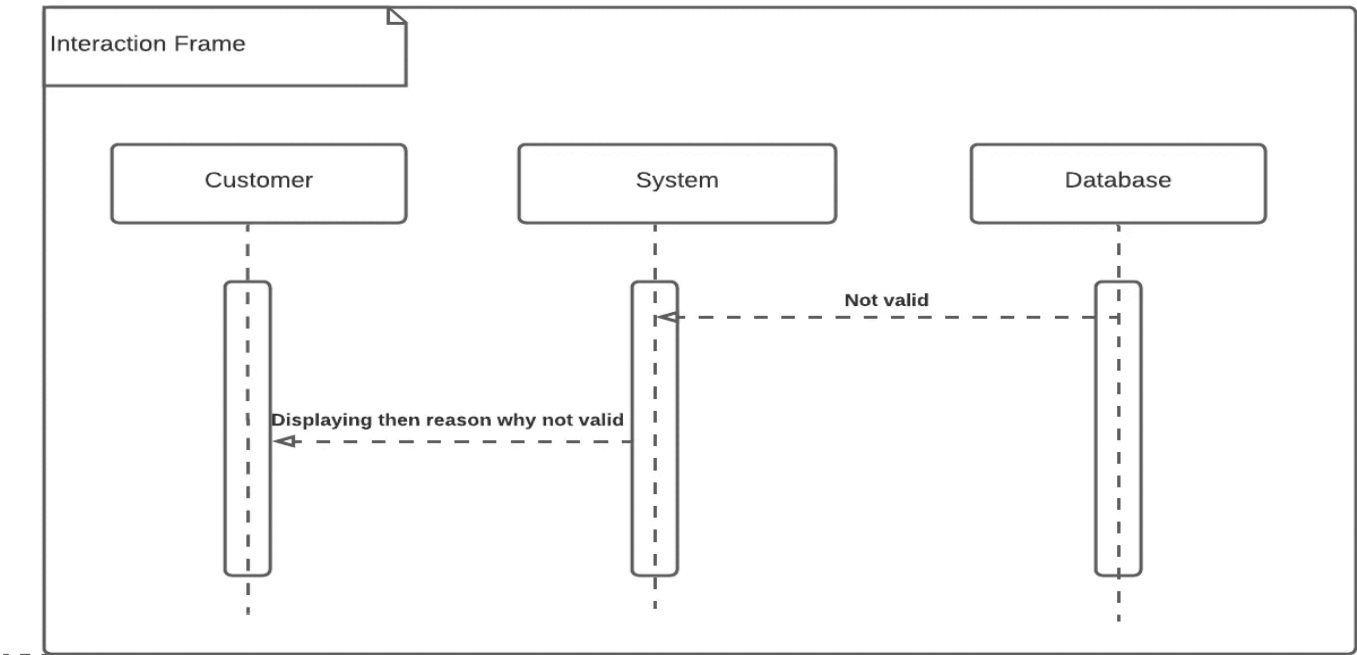 Interaction Frame
Customer
System
Database
Not valid
Displaying then reason why not valid